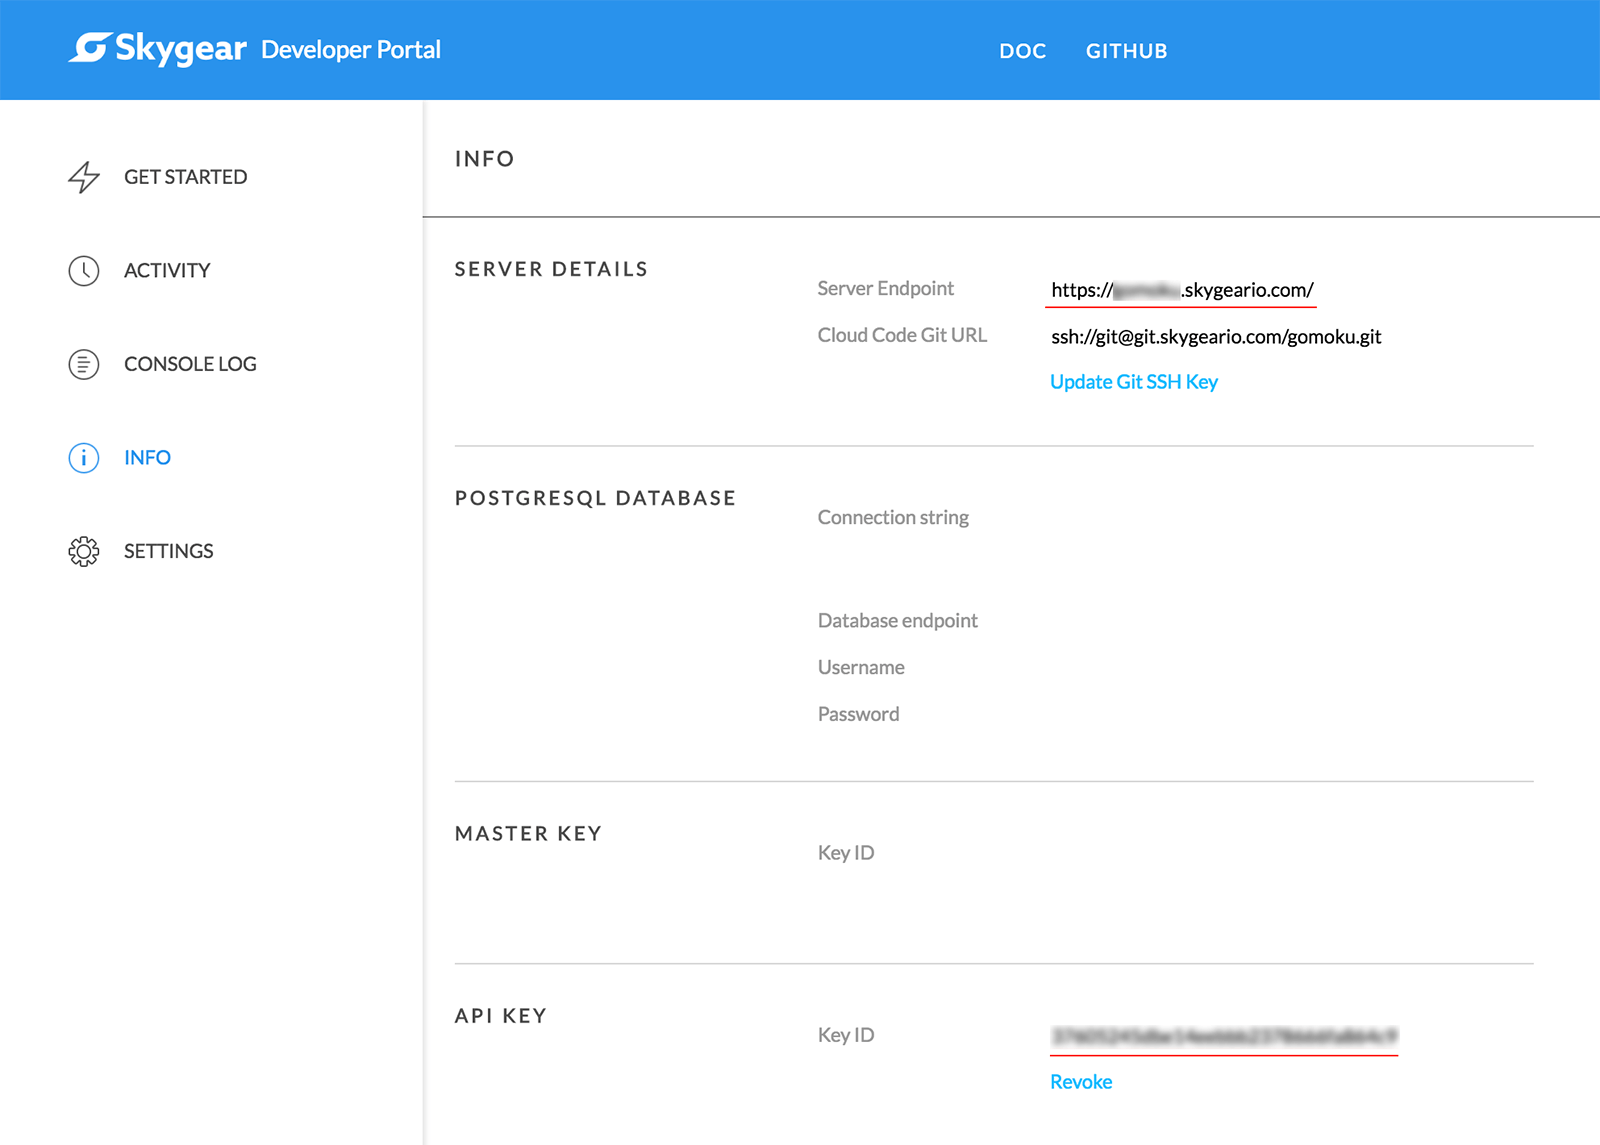 Skygear Developer Portal
DOC
GITHUB
GET STARTED
ACTIVITY
CONSOLE LOG
INFO
SETTINGS
INFO
SERVER DETAILS
Server Endpoint
https:// .skygeario.com/
Cloud Code Git URL
ssh://git@git.skygeario.com/gomoku.git
Update Git SSH Key
POSTGRESQL DATABASE
Connection string
Database endpoint
Username
Password
MASTER KEY
Key ID
API KEY
Key ID
Revoke